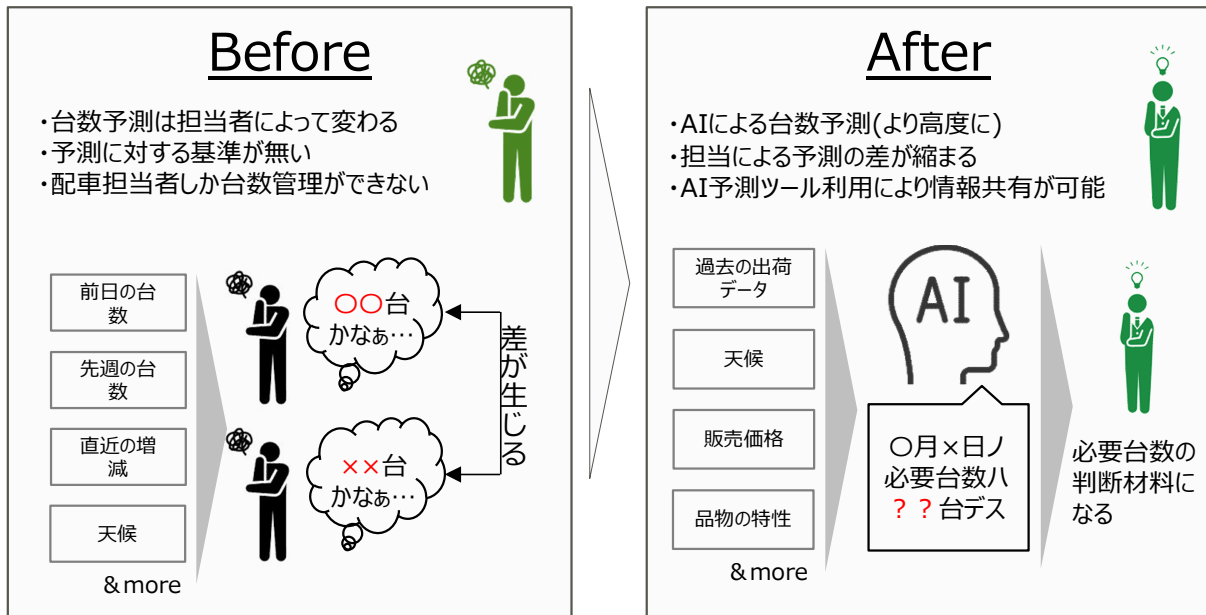 Before
・台数予測は担当者によって変わる
・予測に対する基準が無い
・配車担当者しか台数管理ができない
前日の台
数
先週の台
数
直近の増
減
天候
＆more
〇〇台
かなぁ…
××台
かなぁ…
差が生じる
After
・AIによる台数予測(より高度に)
・担当による予測の差が縮まる
・AI予測ツール利用により情報共有が可能
過去の出荷
データ
天候
販売価格
品物の特性
＆more
AI
〇月×日ノ
必要台数ハ
？？台デス
必要台数の
判断材料に
なる